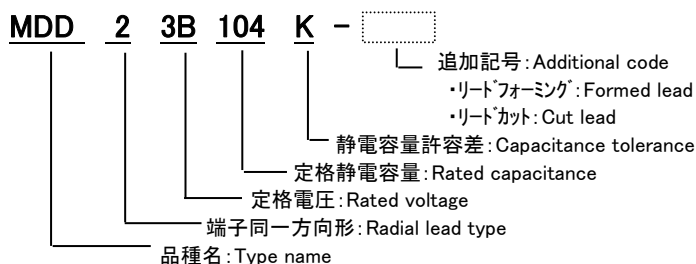 MDD 2 3B 104 K -
追加記号:Additional code
・リードフォーミング:Formed lead
・リードカット:Cut lead
静電容量許容差:Capacitance tolerance
定格静電容量:Rated capacitance
定格電圧:Rated voltage
端子同一方向形:Radial lead type
品種名:Type name